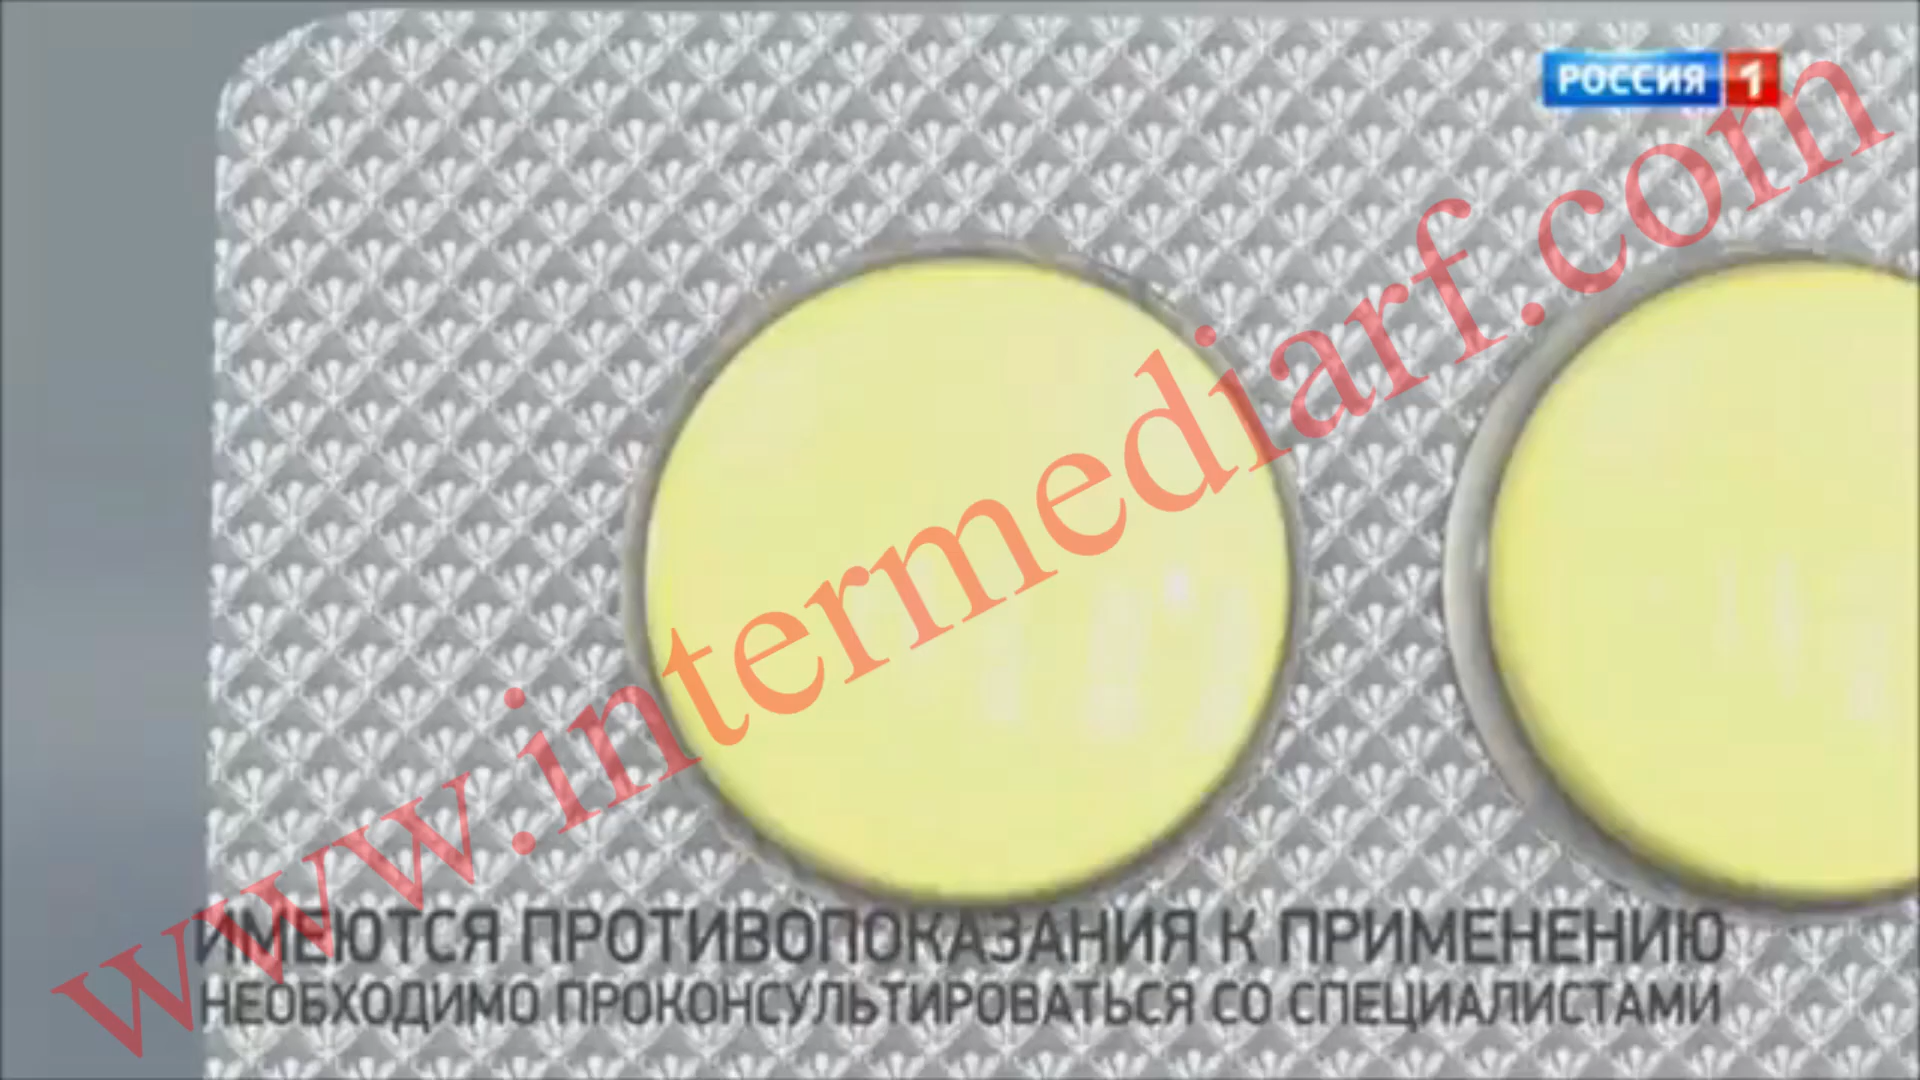 РОССИЯ 1
www.intermediarf.com
ИМЕЮТСЯ ПРОТИВОПОКАЗАНИЯ К ПРИМЕНЕНИЮ
НЕОБХОДИМО ПРОКОНСУЛЬТИРОВАТЬСЯ СО СПЕЦИАЛИСТАМИ